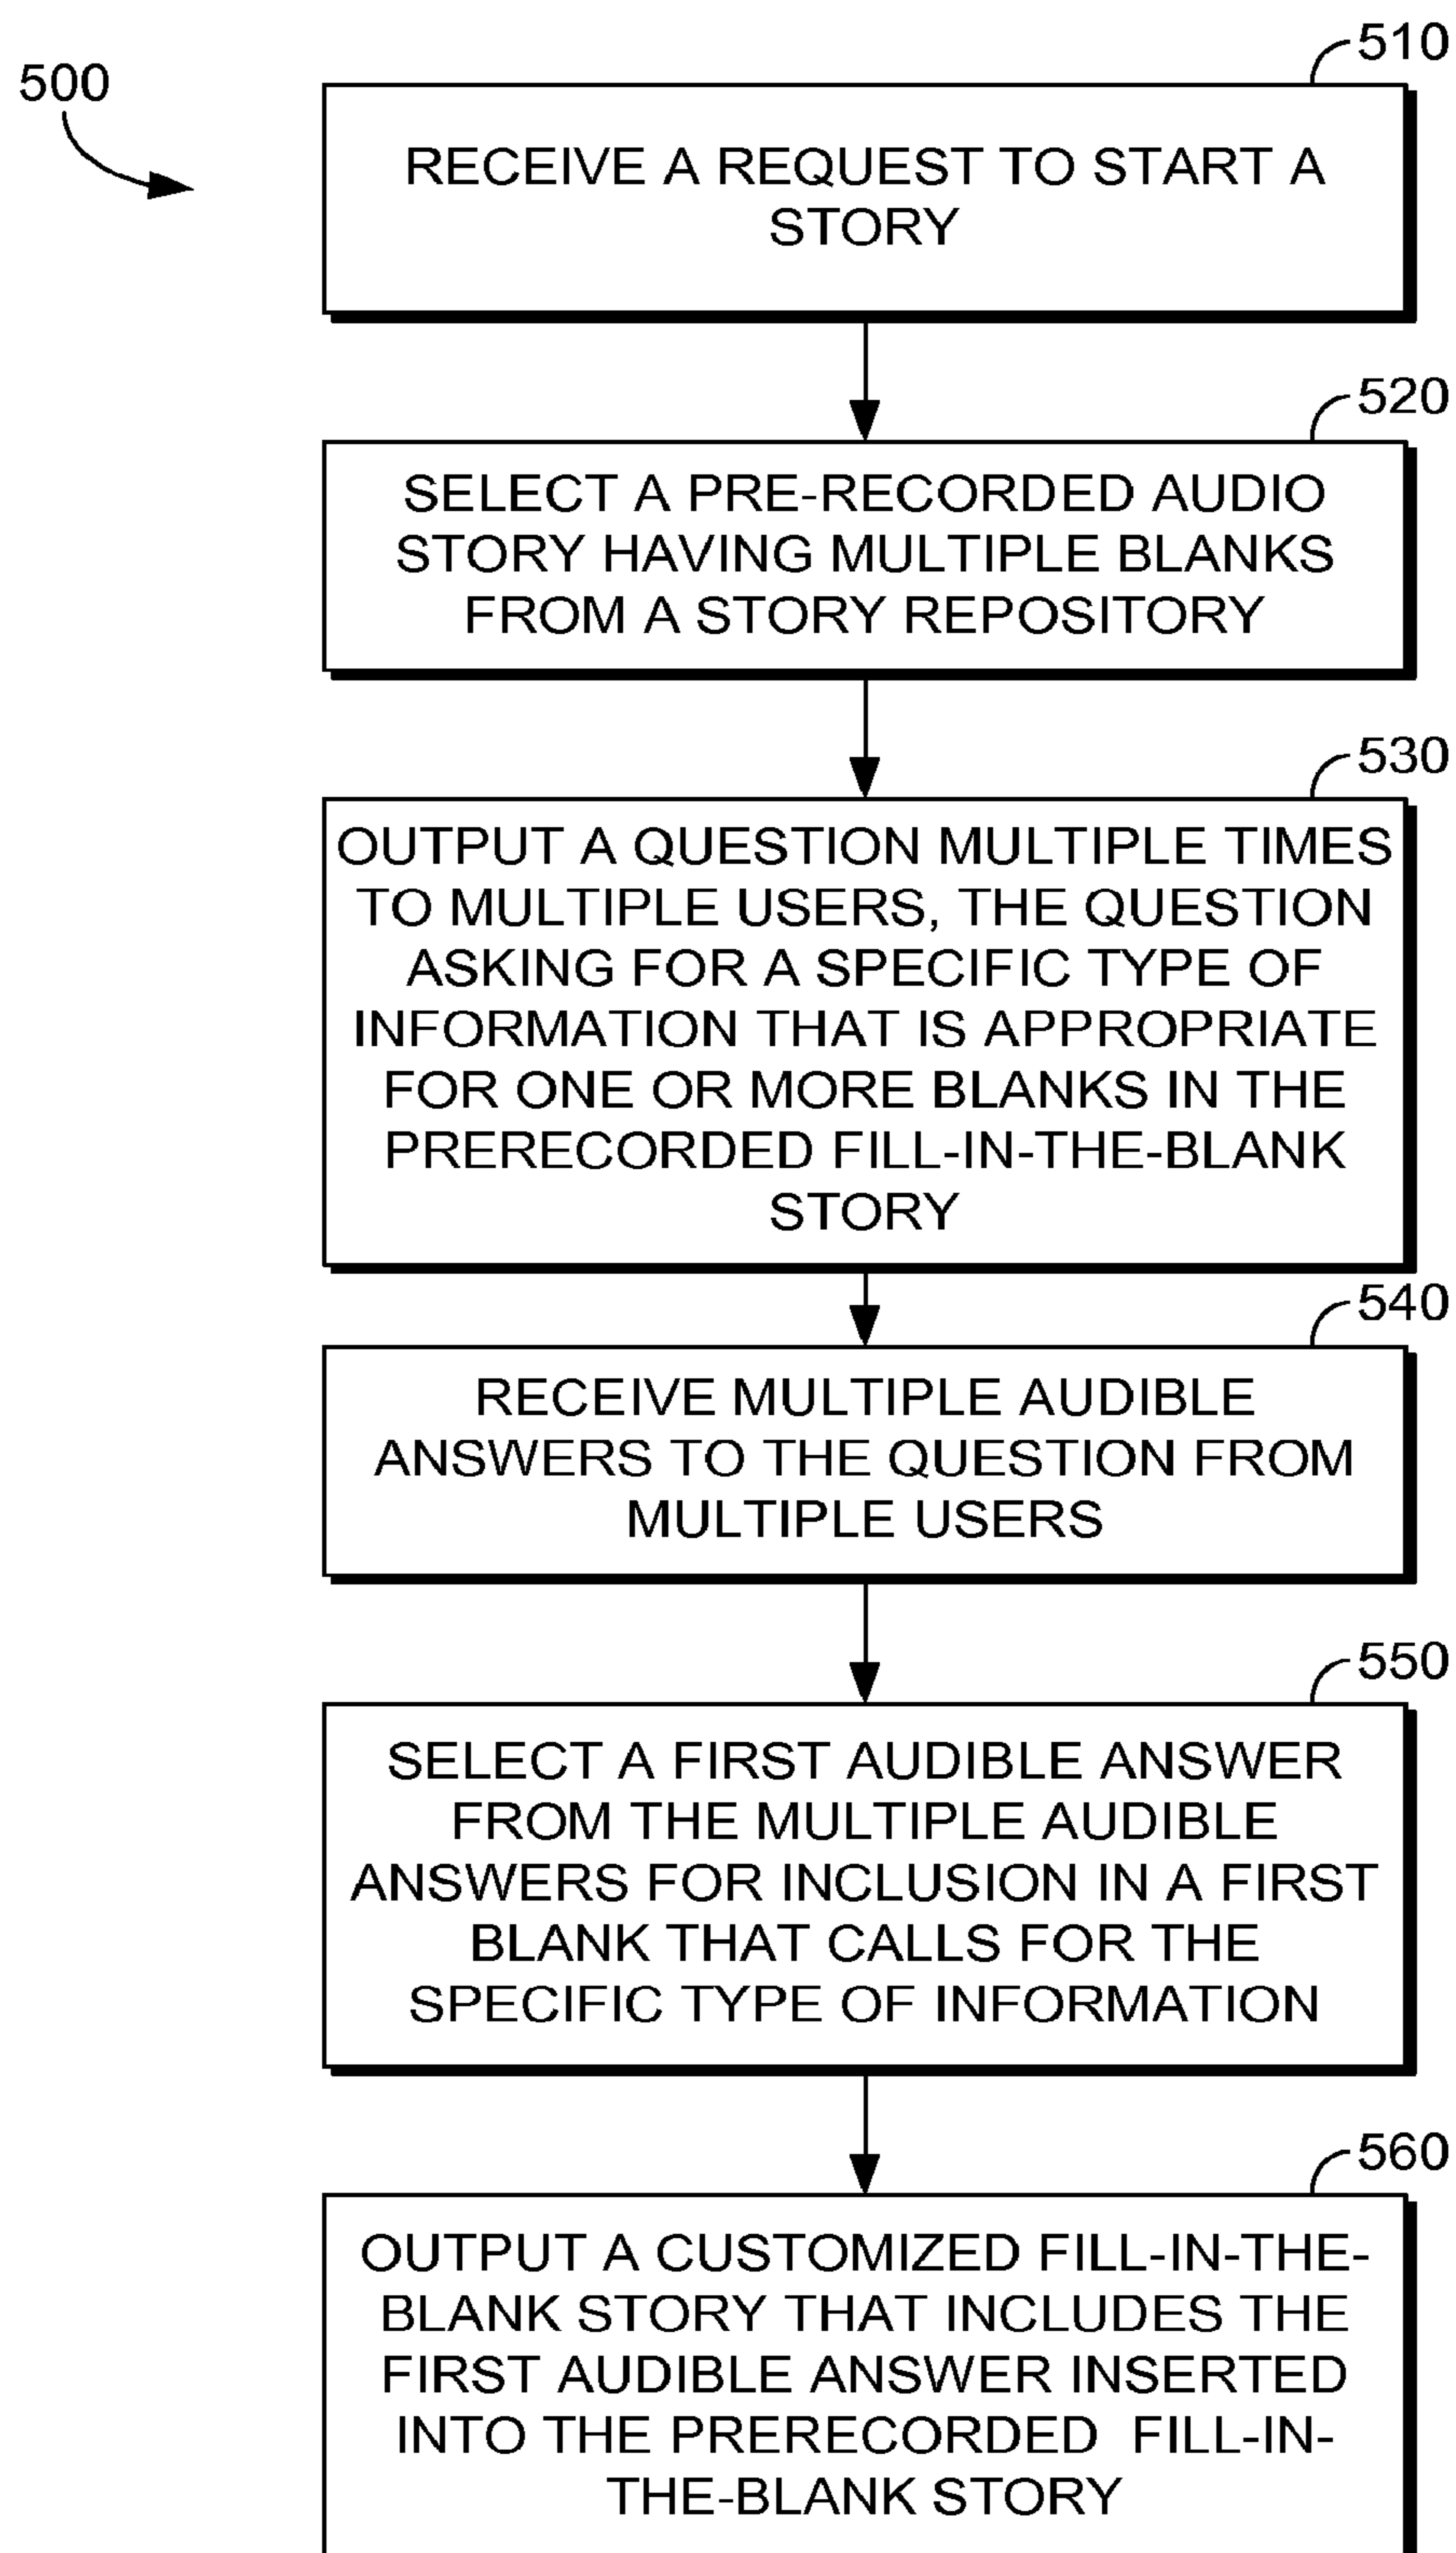 500
510
RECEIVE A REQUEST TO START A
STORY
520
SELECT A PRE-RECORDED AUDIO
STORY HAVING MULTIPLE BLANKS
FROM A STORY REPOSITORY
530
OUTPUT A QUESTION MULTIPLE TIMES
TO MULTIPLE USERS, THE QUESTION
ASKING FOR A SPECIFIC TYPE OF
INFORMATION THAT IS APPROPRIATE
FOR ONE OR MORE BLANKS IN THE
PRERECORDED FILL-IN-THE-BLANK
STORY
540
RECEIVE MULTIPLE AUDIBLE
ANSWERS TO THE QUESTION FROM
MULTIPLE USERS
550
SELECT A FIRST AUDIBLE ANSWER
FROM THE MULTIPLE AUDIBLE
ANSWERS FOR INCLUSION IN A FIRST
BLANK THAT CALLS FOR THE
SPECIFIC TYPE OF INFORMATION
560
OUTPUT A CUSTOMIZED FILL-IN-THE-
BLANK STORY THAT INCLUDES THE
FIRST AUDIBLE ANSWER INSERTED
INTO THE PRERECORDED FILL-IN-
THE-BLANK STORY